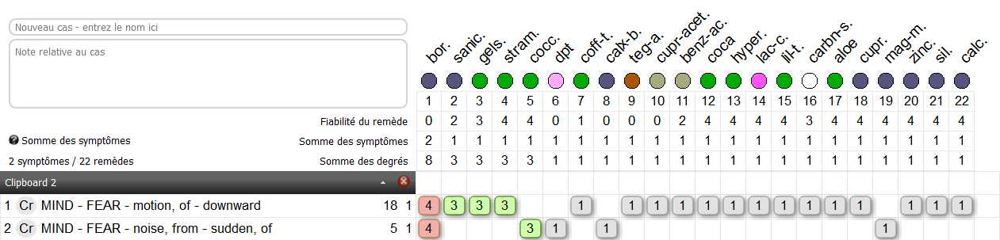 Nouveau cas - entrez le nom ici
Note relative au cas
bor. sanic. gels. stram. cocc. dpt coff-t. calx-b. teg-a. cupr-acet. benz-ac. coca hyper. lac-c. lil-t. carbn-s. aloe cupr. mag-m. zinc. sil. calc.
1 2 3 4 5 6 7 8 9 10 11 12 13 14 15 16 17 18 19 20 21 22
Fiabilité du remède 0 2 3 4 4 0 1 0 0 0 2 4 4 4 4 3 4 4 4 4 4 4
? Somme des symptômes Somme des symptômes 2 1 1 1 1 1 1 1 1 1 1 1 1 1 1 1 1 1 1 1 1 1
2 symptômes / 22 remèdes Somme des degrés 8 3 3 3 3 1 1 1 1 1 1 1 1 1 1 1 1 1 1 1 1 1
Clipboard 2
1 Cr MIND - FEAR - motion, of - downward 18 1 4 3 3 3 1 1 1 1 1 1 1 1 1 1 1 1 1 1
2 Cr MIND - FEAR - noise, from - sudden, of 5 1 4 3 1 1 1